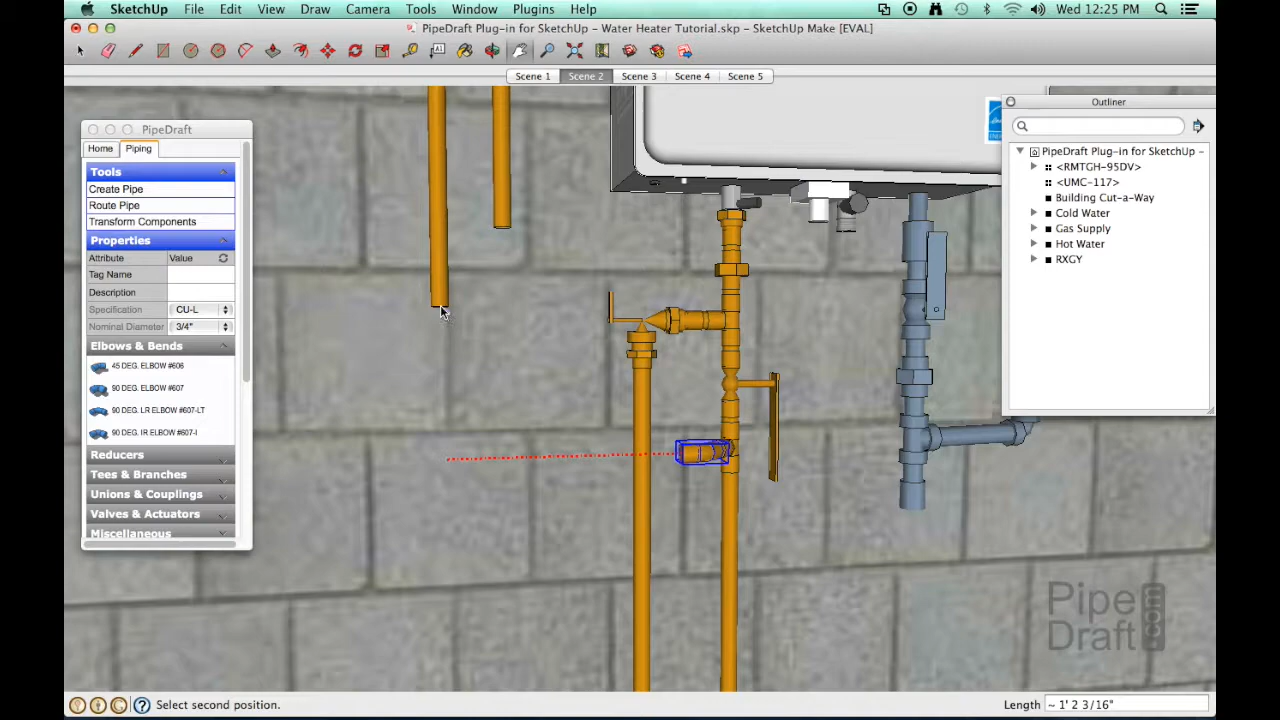 SketchUp File Edit View Draw Camera Tools Window Plugins Help Wed 12:25 PM
PipeDraft Plug-in for SketchUp - Water Heater Tutorial.skp - SketchUp Make [EVAL]
Scene 1 Scene 2 Scene 3 Scene 4 Scene 5
PipeDraft
Home Piping
Tools
Create Pipe
Route Pipe
Transform Components
Properties
Attribute Value
Tag Name
Description
Specification CU-L
Nominal Diameter 3/4"
Elbows & Bends
45 DEG. ELBOW #606
90 DEG. ELBOW #607
90 DEG. LR ELBOW #607-LT
90 DEG. IR ELBOW #607-I
Reducers
Tees & Branches
Unions & Couplings
Valves & Actuators
Miscellaneous
Outliner
PipeDraft Plug-in for SketchUp -
<RMTGH-95DV>
<UMC-117>
Building Cut-a-Way
Cold Water
Gas Supply
Hot Water
RXGY
Pipe
Draft
.com
Select second position.
Length ~ 1' 2 3/16"